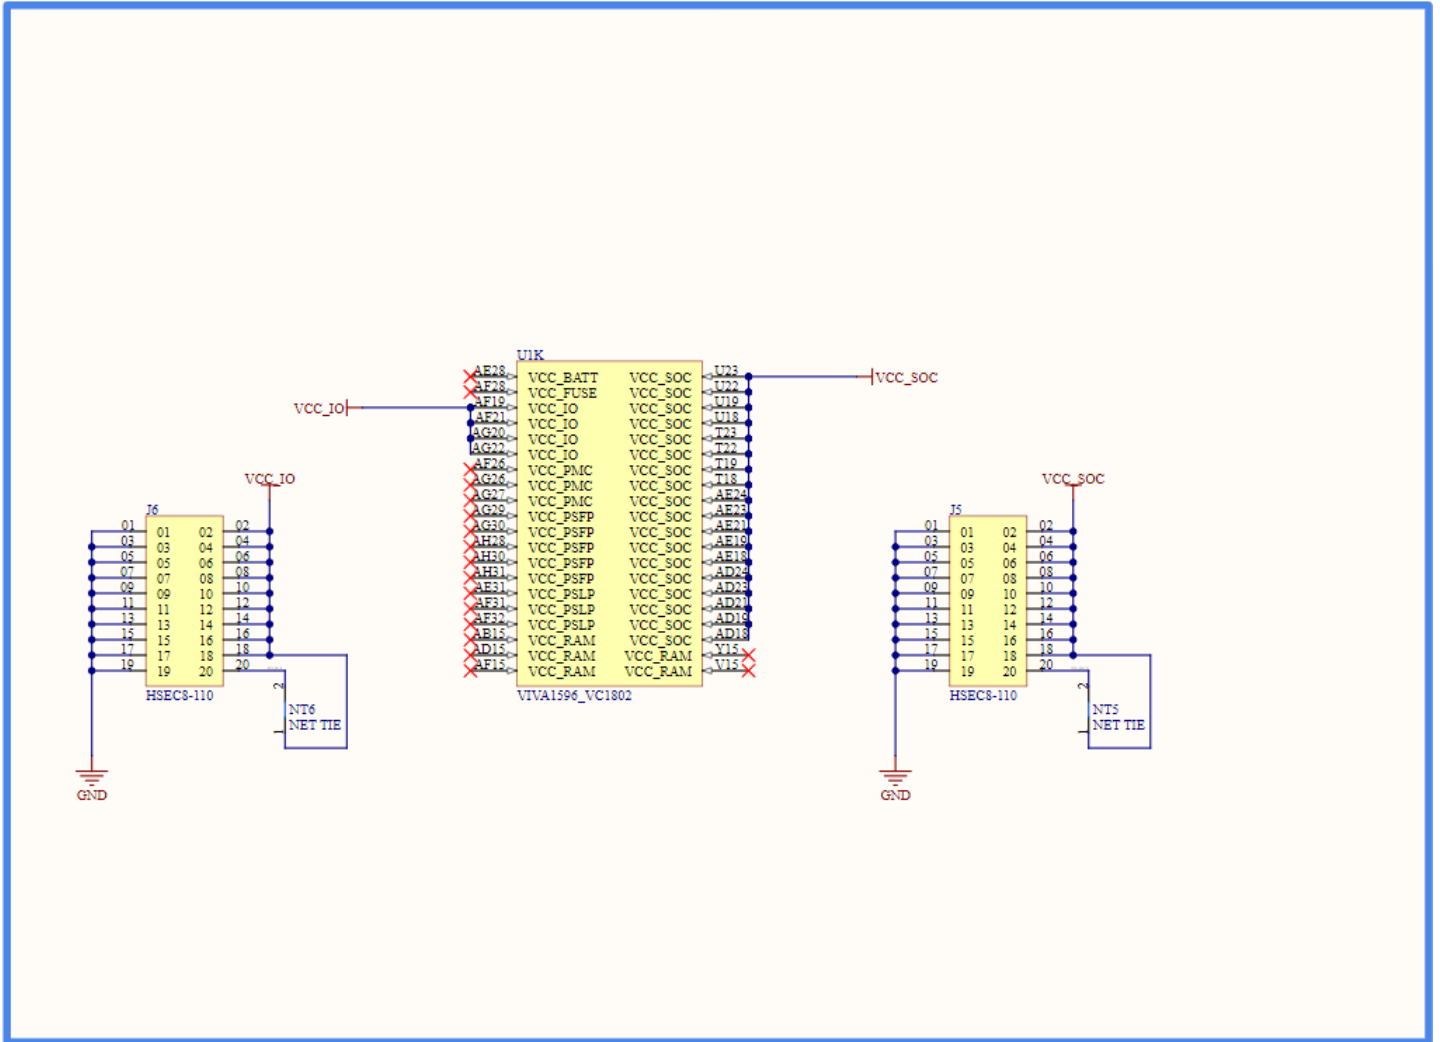 U1K
AE28 VCC_BATT VCC_SOC U23
VCC_SOC
AF28 VCC_FUSE VCC_SOC U22
VCC_IO
AF19 VCC_IO VCC_SOC U19
AF21 VCC_IO VCC_SOC U18
AG20 VCC_IO VCC_SOC T23
AG22 VCC_IO VCC_SOC T22
AF26 VCC_PMC VCC_SOC T19
AG26 VCC_PMC VCC_SOC T18
AG27 VCC_PMC VCC_SOC AE24
AG29 VCC_PSFP VCC_SOC AE23
AG30 VCC_PSFP VCC_SOC AE21
AH28 VCC_PSFP VCC_SOC AE19
AH30 VCC_PSFP VCC_SOC AE18
AH31 VCC_PSFP VCC_SOC AD24
AE31 VCC_PSLP VCC_SOC AD23
AF31 VCC_PSLP VCC_SOC AD21
AF32 VCC_PSLP VCC_SOC AD19
AB15 VCC_RAM VCC_SOC AD18
AD15 VCC_RAM VCC_RAM Y15
AF15 VCC_RAM VCC_RAM V15
VIVA1596_VC1802
VCC_IO
J6
01 01 02 02
03 03 04 04
05 05 06 06
07 07 08 08
09 09 10 10
11 11 12 12
13 13 14 14
15 15 16 16
17 17 18 18
19 19 20 20
HSEC8-110
2
NT6
NET TIE
1
GND
VCC_SOC
J5
01 01 02 02
03 03 04 04
05 05 06 06
07 07 08 08
09 09 10 10
11 11 12 12
13 13 14 14
15 15 16 16
17 17 18 18
19 19 20 20
HSEC8-110
2
NT5
NET TIE
1
GND